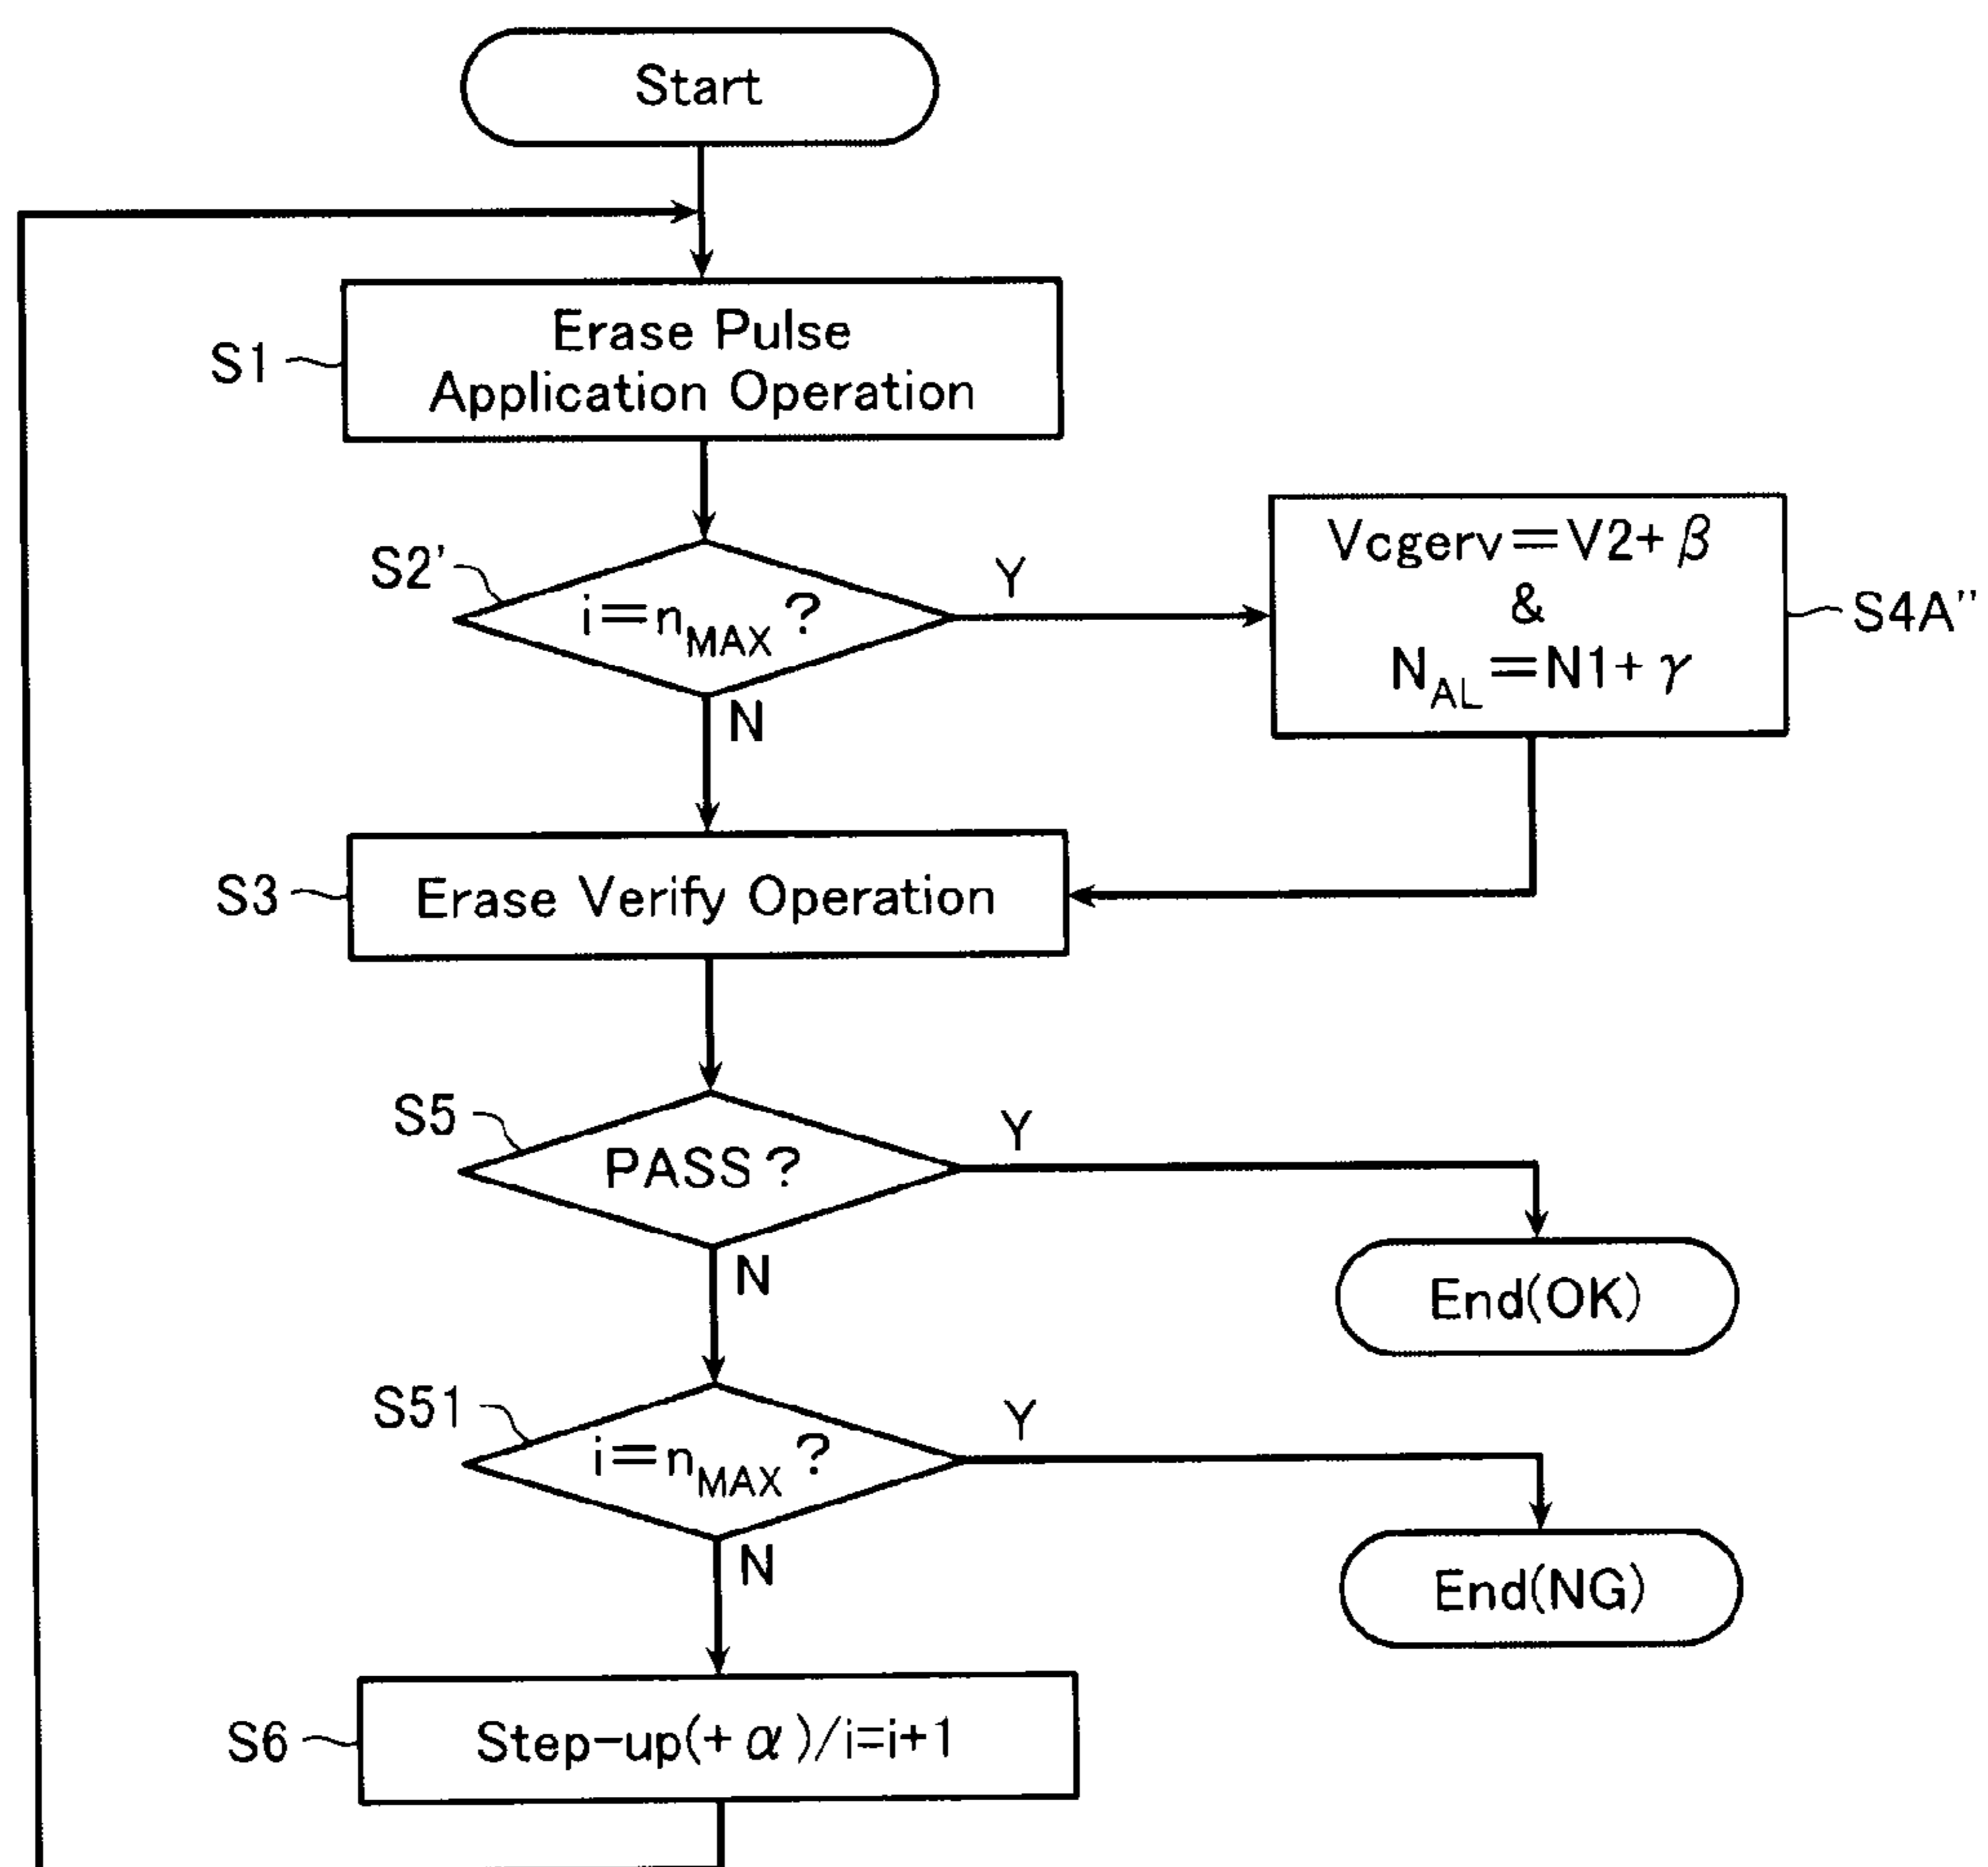 Start
S1
Erase Pulse
Application Operation
S2'
i=nMAX ?
Y
N
Vcgerv=V2+β
&
NAL =N1+γ
S4A''
S3
Erase Verify Operation
S5
PASS ?
Y
N
End(OK)
S51
i=nMAX ?
Y
N
End(NG)
S6
Step-up(+α)/i=i+1